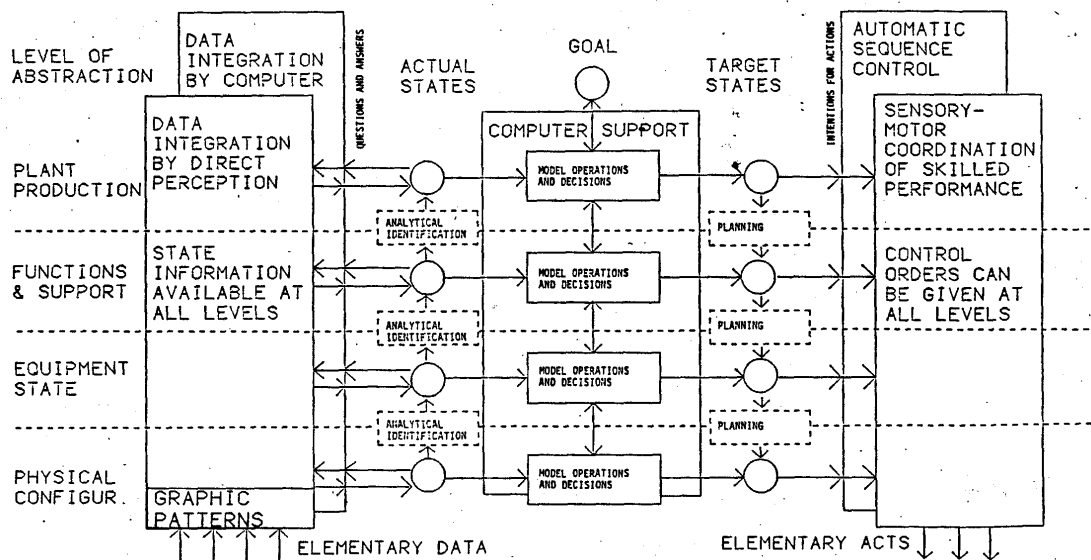 LEVEL OF
ABSTRACTION
DATA
INTEGRATION
BY COMPUTER
QUESTIONS AND ANSWERS
ACTUAL
STATES
GOAL
TARGET
STATES
INTENTIONS FOR ACTIONS
AUTOMATIC
SEQUENCE
CONTROL
DATA
INTEGRATION
BY DIRECT
PERCEPTION
COMPUTER SUPPORT
SENSORY-
MOTOR
COORDINATION
OF SKILLED
PERFORMANCE
PLANT
PRODUCTION
MODEL OPERATIONS
AND DECISIONS
ANALYTICAL
IDENTIFICATION
PLANNING
FUNCTIONS
& SUPPORT
STATE
INFORMATION
AVAILABLE AT
ALL LEVELS
MODEL OPERATIONS
AND DECISIONS
CONTROL
ORDERS CAN
BE GIVEN AT
ALL LEVELS
ANALYTICAL
IDENTIFICATION
PLANNING
EQUIPMENT
STATE
MODEL OPERATIONS
AND DECISIONS
ANALYTICAL
IDENTIFICATION
PLANNING
PHYSICAL
CONFIGUR.
MODEL OPERATIONS
AND DECISIONS
GRAPHIC
PATTERNS
ELEMENTARY DATA
ELEMENTARY ACTS